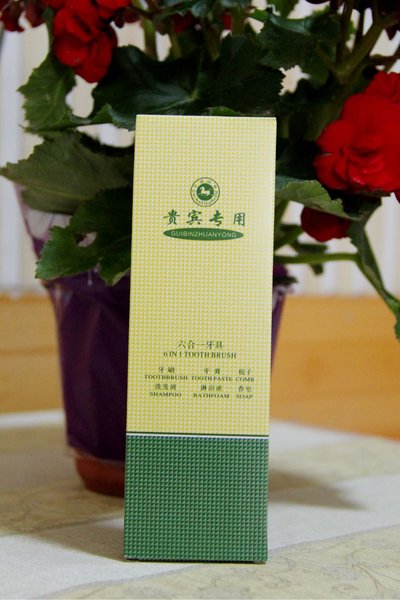 贵宾专用
GUIBINZHUANYONG
六合一牙具
6 IN 1 TOOTH BRUSH
牙刷 牙膏 梳子
TOOTHBRUSH TOOTH PASTE COMB
洗发液 淋浴液 香皂
SHAMPOO BATHFOAM SOAP